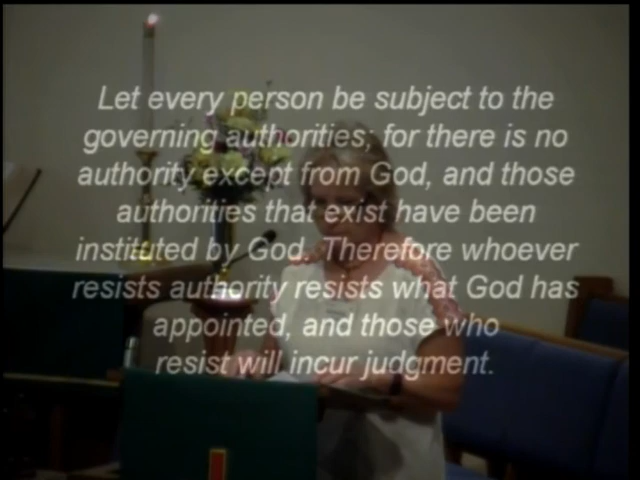 Let every person be subject to the
governing authorities; for there is no
authority except from God, and those
authorities that exist have been
instituted by God. Therefore whoever
resists authority resists what God has
appointed, and those who
resist will incur judgment.